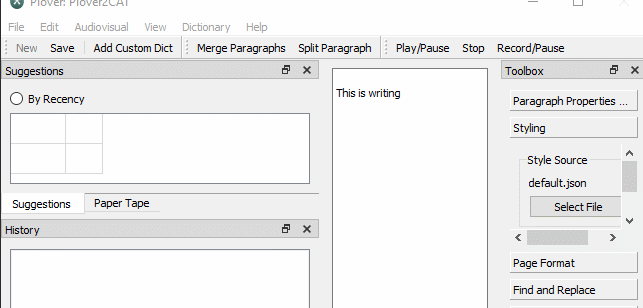 Plover: Plover2CAT
File Edit Audiovisual View Dictionary Help
New Save Add Custom Dict Merge Paragraphs Split Paragraph Play/Pause Stop Record/Pause
Suggestions
By Recency
Suggestions Paper Tape
History
This is writing
Toolbox
Paragraph Properties ...
Styling
Style Source
default.json
Select File
Page Format
Find and Replace